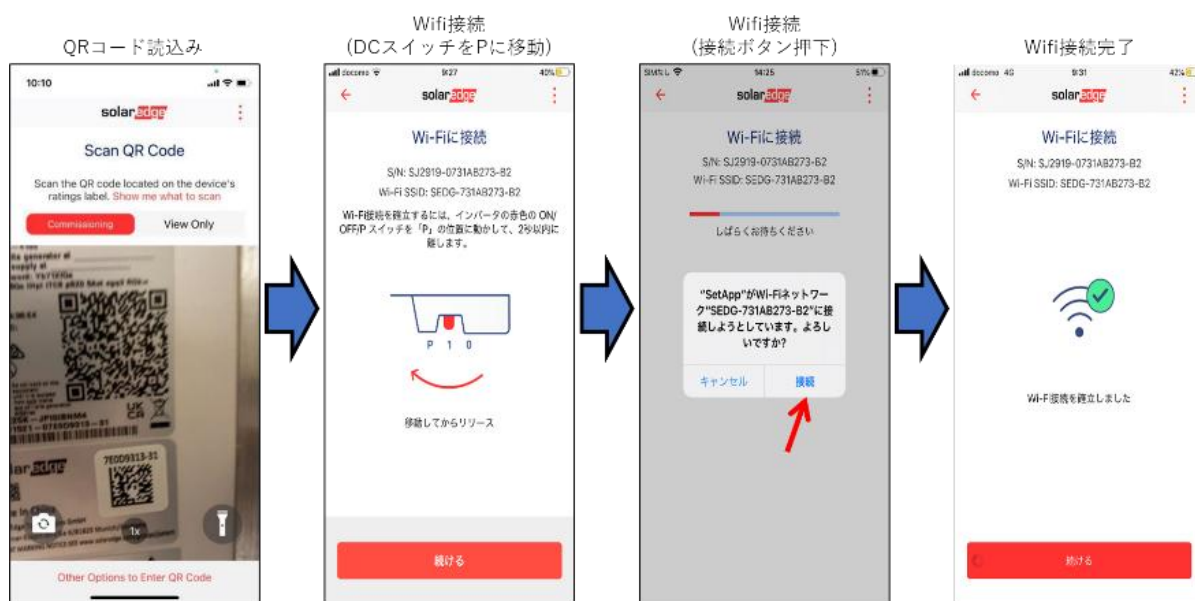 QRコード読込み
10:10
solaredge
Scan QR Code
Scan the QR code located on the device's
ratings label. Show me what to scan
Commissioning
View Only
7E0D9313-31
1x
Other Options to Enter QR Code
Wifi接続
(DCスイッチをPに移動)
docomo
9:27
40%
solaredge
Wi-Fiに接続
S/N: SJ2919-0731AB273-B2
Wi-Fi SSID: SEDG-731AB273-B2
Wi-Fi接続を確立するには、インバータの赤色の ON/
OFF/P スイッチを「P」の位置に動かして、2秒以内に
離します。
P 1 0
移動してからリリース
続ける
Wifi接続
(接続ボタン押下)
SIMなし
14:25
51%
solaredge
Wi-Fiに接続
S/N: SJ2919-0731AB273-B2
Wi-Fi SSID: SEDG-731AB273-B2
しばらくお待ちください
"SetApp"がWi-Fiネットワー
ク"SEDG-731AB273-B2"に接
続しようとしています。よろし
いですか?
キャンセル
接続
Wifi接続完了
docomo 4G
9:31
42%
solaredge
Wi-Fiに接続
S/N: SJ2919-0731AB273-B2
Wi-Fi SSID: SEDG-731AB273-B2
Wi-Fi接続を確立しました
続ける